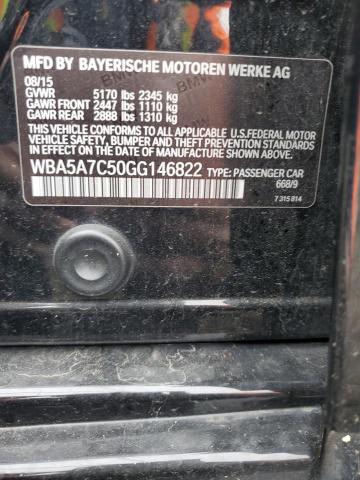 MFD BY BAYERISCHE MOTOREN WERKE AG
08/15
GVWR 5170 lbs 2345 kg
GAWR FRONT 2447 lbs 1110 kg
GAWR REAR 2888 lbs 1310 kg
THIS VEHICLE CONFORMS TO ALL APPLICABLE U.S.FEDERAL MOTOR
VEHICLE SAFETY, BUMPER, AND THEFT PREVENTION STANDARDS
IN EFFECT ON THE DATE OF MANUFACTURE SHOWN ABOVE.
WBA5A7C50GG146822 TYPE: PASSENGER CAR
668/9
7 315 814